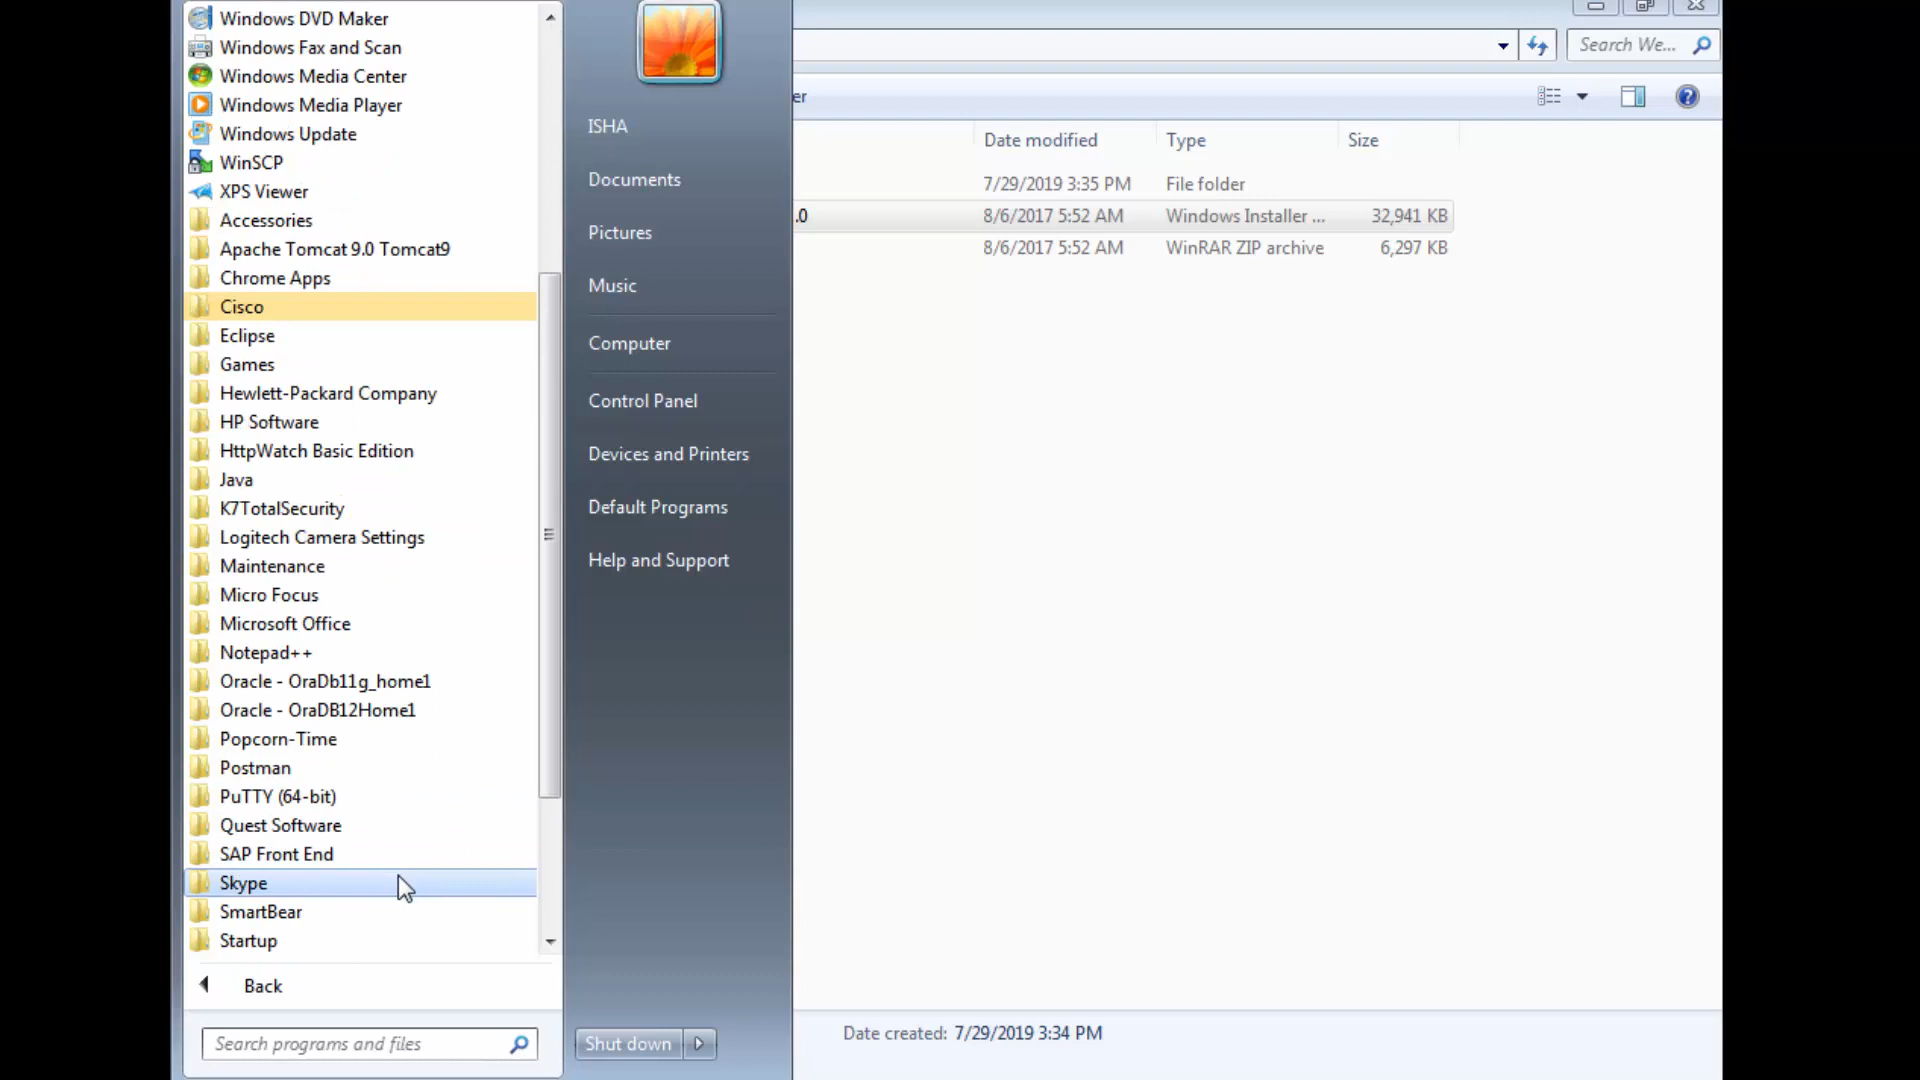 Windows DVD Maker
Windows Fax and Scan
Windows Media Center
Windows Media Player
Windows Update
WinSCP
XPS Viewer
Accessories
Apache Tomcat 9.0 Tomcat9
Chrome Apps
Cisco
Eclipse
Games
Hewlett-Packard Company
HP Software
HttpWatch Basic Edition
Java
K7TotalSecurity
Logitech Camera Settings
Maintenance
Micro Focus
Microsoft Office
Notepad++
Oracle - OraDb11g_home1
Oracle - OraDB12Home1
Popcorn-Time
Postman
PuTTY (64-bit)
Quest Software
SAP Front End
Skype
SmartBear
Startup
Back
Search programs and files
ISHA
Documents
Pictures
Music
Computer
Control Panel
Devices and Printers
Default Programs
Help and Support
Shut down
Search We...
er
Date modified Type Size
7/29/2019 3:35 PM File folder
.0 8/6/2017 5:52 AM Windows Installer ... 32,941 KB
8/6/2017 5:52 AM WinRAR ZIP archive 6,297 KB
Date created: 7/29/2019 3:34 PM